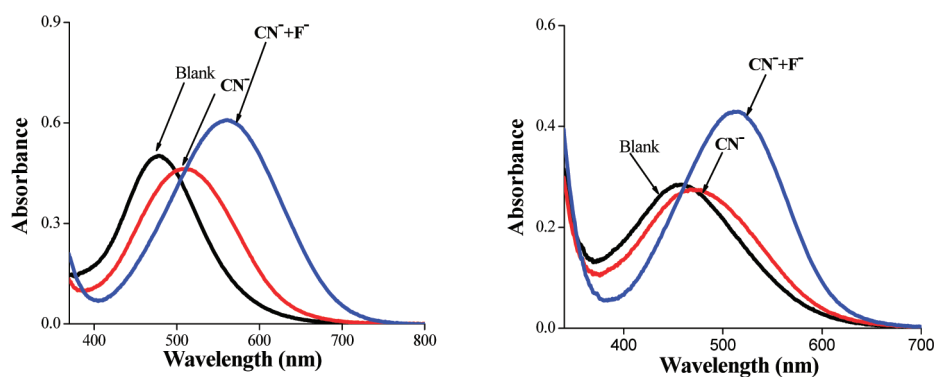 0.9
CN⁻+F⁻
Blank
CN⁻
0.6
0.3
0.0
Absorbance
400 500 600 700 800
Wavelength (nm)
0.6
CN⁻+F⁻
0.4
Blank
CN⁻
0.2
0.0
Absorbance
400 500 600 700
Wavelength (nm)